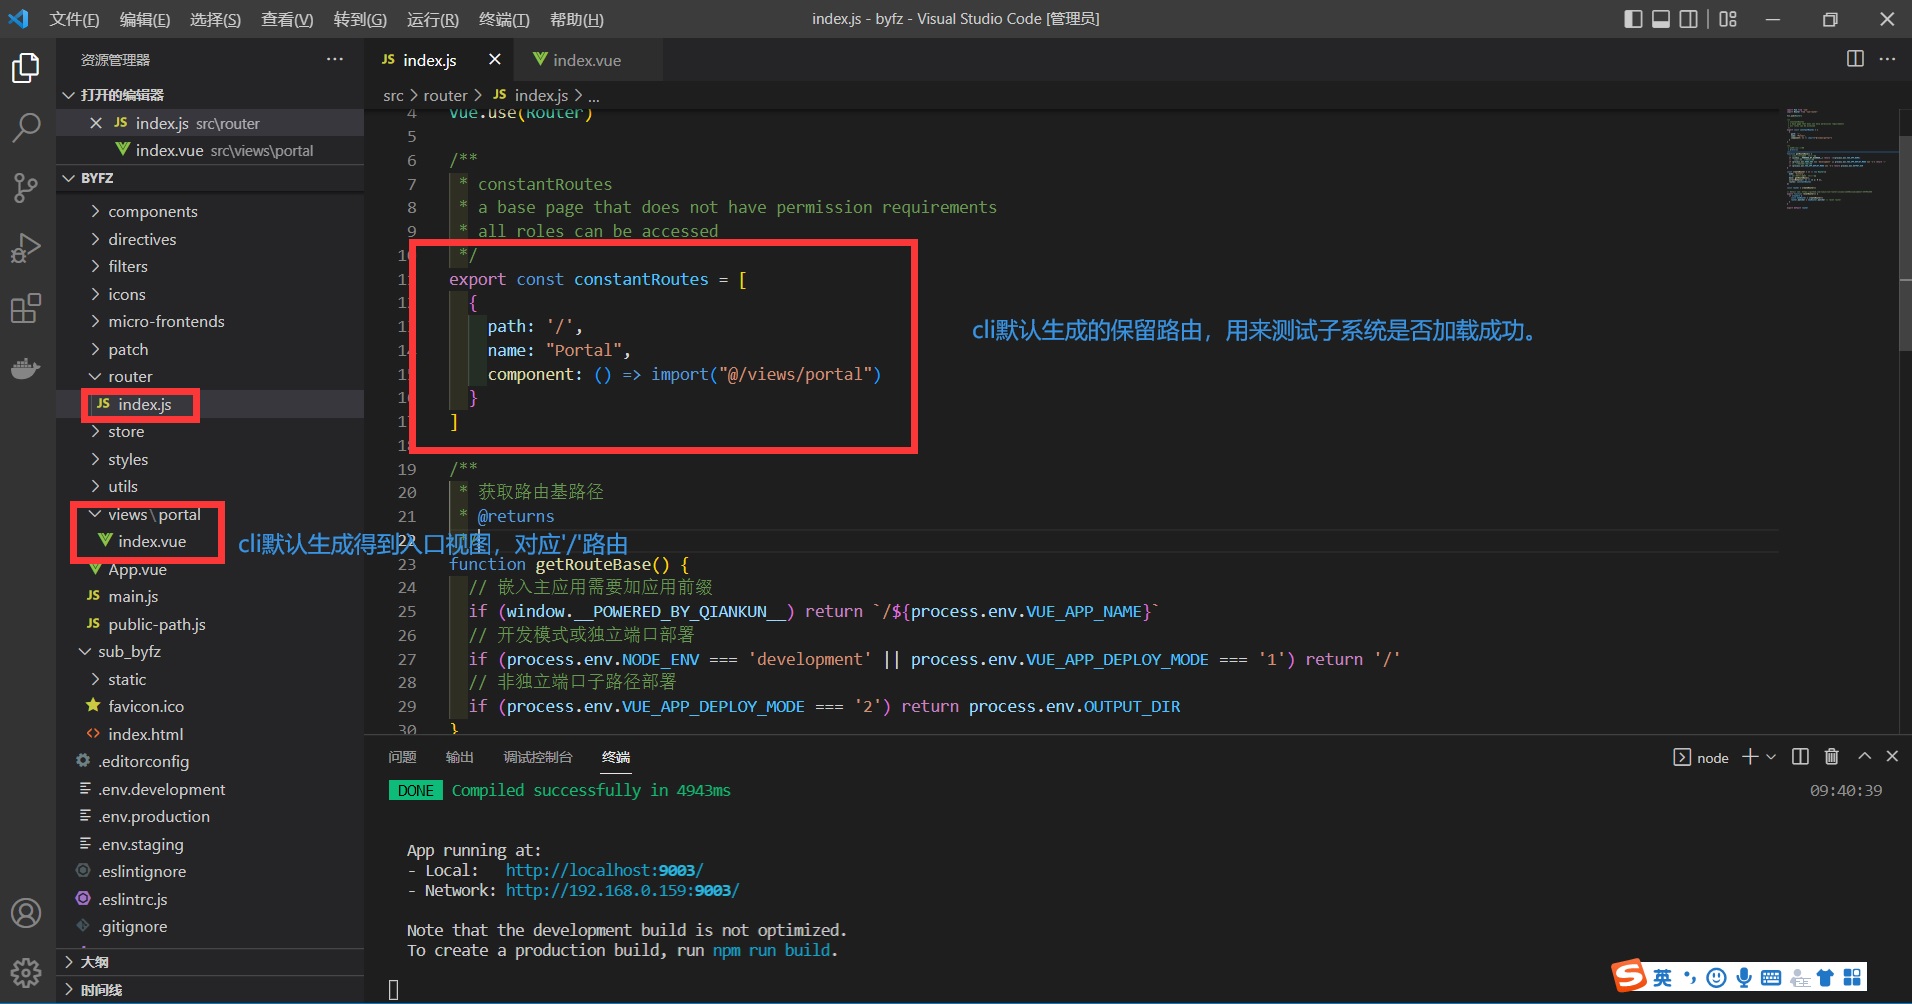 文件(F) 编辑(E) 选择(S) 查看(V) 转到(G) 运行(R) 终端(T) 帮助(H) index.js - byfz - Visual Studio Code [管理员]
资源管理器
打开的编辑器
JS index.js src\router
index.vue src\views\portal
BYFZ
components
directives
filters
icons
micro-frontends
patch
router
JS index.js
store
styles
utils
views\portal
index.vue
App.vue
JS main.js
JS public-path.js
sub_byfz
static
favicon.ico
index.html
.editorconfig
.env.development
.env.production
.env.staging
.eslintignore
.eslintrc.js
.gitignore
大纲
时间线
JS index.js index.vue
src > router > JS index.js > ...
4 Vue.use(Router)
5
6 /**
7 * constantRoutes
8 * a base page that does not have permission requirements
9 * all roles can be accessed
10 */
11 export const constantRoutes = [
12 {
13 path: '/',
14 name: "Portal",
15 component: () => import("@/views/portal")
16 }
17 ]
18
19 /**
20 * 获取路由基路径
21 * @returns
22
23 function getRouteBase() {
24 // 嵌入主应用需要加应用前缀
25 if (window.__POWERED_BY_QIANKUN__) return `/${process.env.VUE_APP_NAME}`
26 // 开发模式或独立端口部署
27 if (process.env.NODE_ENV === 'development' || process.env.VUE_APP_DEPLOY_MODE === '1') return '/'
28 // 非独立端口子路径部署
29 if (process.env.VUE_APP_DEPLOY_MODE === '2') return process.env.OUTPUT_DIR
30 }
cli默认生成的保留路由，用来测试子系统是否加载成功。
cli默认生成得到入口视图，对应'/'路由
问题 输出 调试控制台 终端 node
DONE Compiled successfully in 4943ms 09:40:39
App running at:
- Local: http://localhost:9003/
- Network: http://192.168.0.159:9003/
Note that the development build is not optimized.
To create a production build, run npm run build.
英